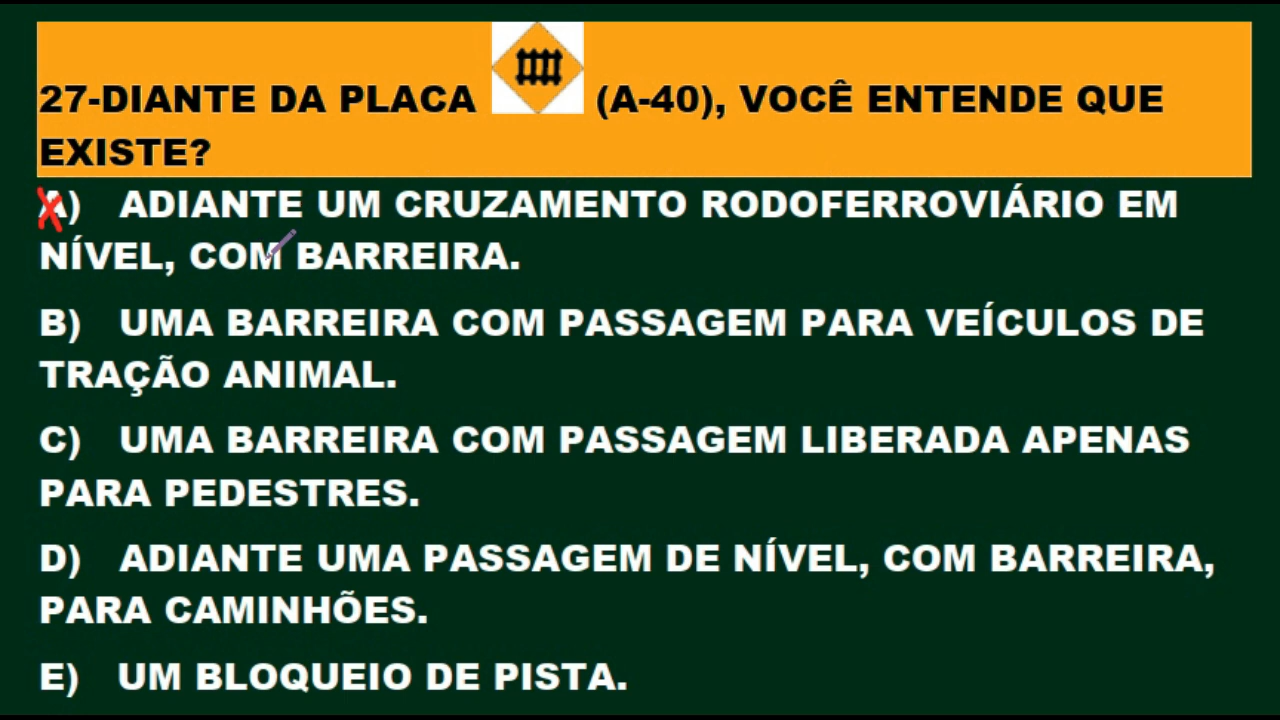 27-DIANTE DA PLACA (A-40), VOCÊ ENTENDE QUE
EXISTE?
A) ADIANTE UM CRUZAMENTO RODOFERROVIÁRIO EM
NÍVEL, COM BARREIRA.
B) UMA BARREIRA COM PASSAGEM PARA VEÍCULOS DE
TRAÇÃO ANIMAL.
C) UMA BARREIRA COM PASSAGEM LIBERADA APENAS
PARA PEDESTRES.
D) ADIANTE UMA PASSAGEM DE NÍVEL, COM BARREIRA,
PARA CAMINHÕES.
E) UM BLOQUEIO DE PISTA.